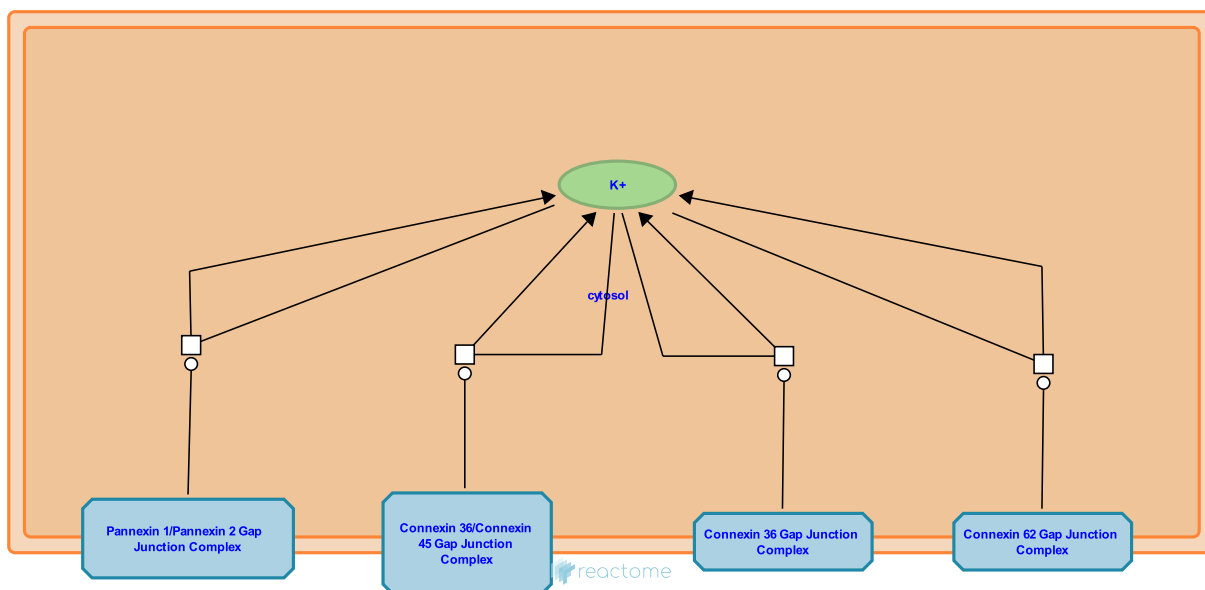 K+
cytosol
Pannexin 1/Pannexin 2 Gap
Junction Complex
Connexin 36/Connexin
45 Gap Junction
Complex
Connexin 36 Gap Junction
Complex
Connexin 62 Gap Junction
Complex
reactome